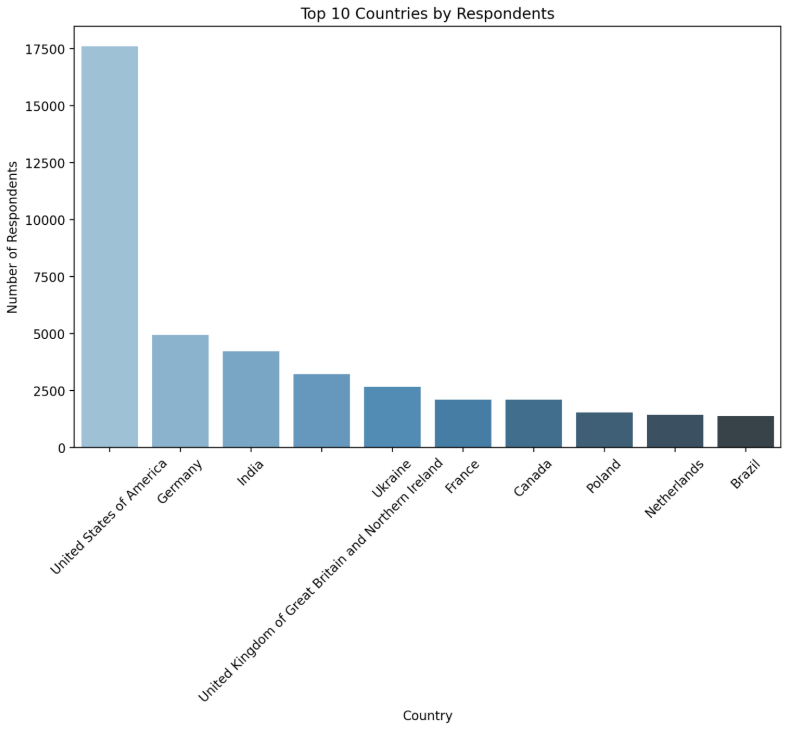 Top 10 Countries by Respondents
Number of Respondents
17500
15000
12500
10000
7500
5000
2500
0
United States of America
Germany
India
United Kingdom of Great Britain and Northern Ireland
Ukraine
France
Canada
Poland
Netherlands
Brazil
Country